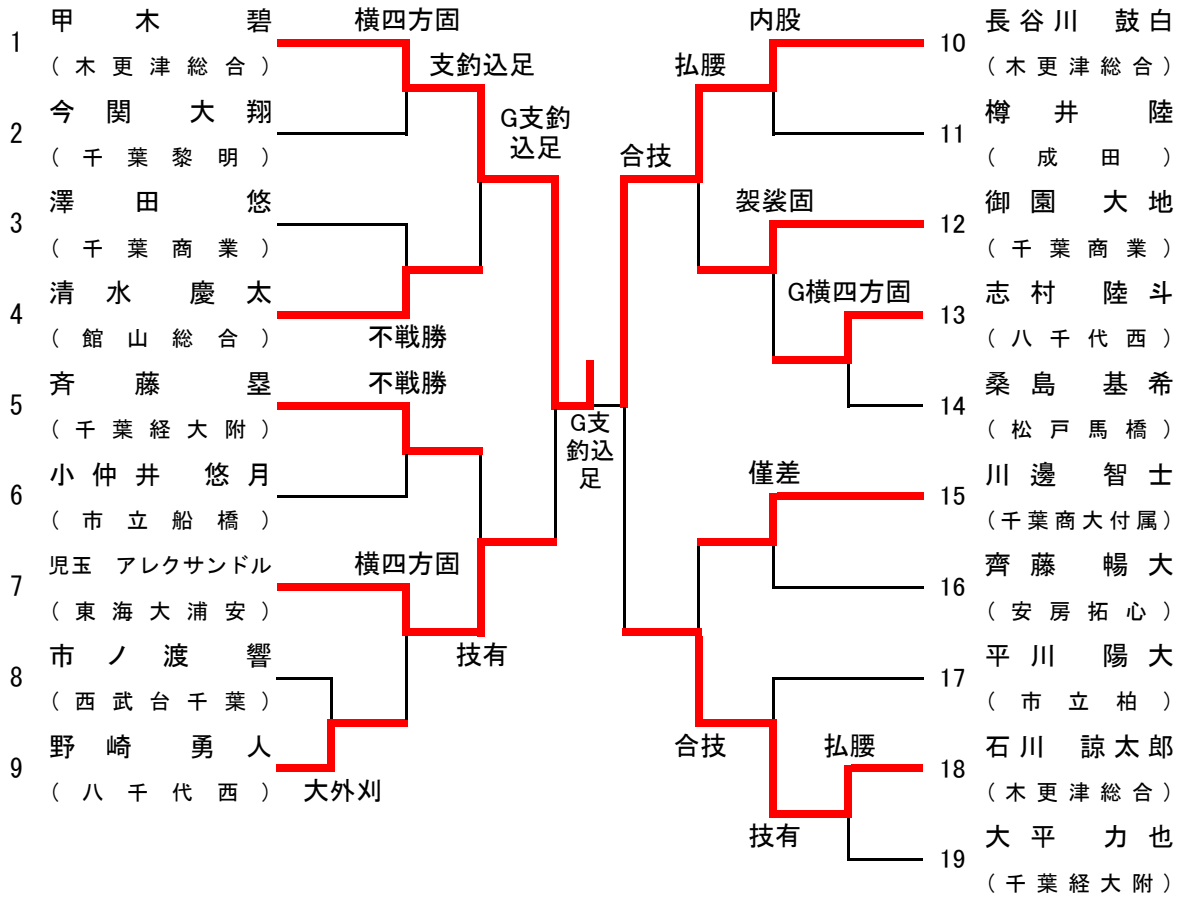 甲木碧
横四方固
1
(木更津総合)
支釣込足
今関大翔
G支釣
込足
2
(千葉黎明)
澤田悠
3
(千葉商業)
清水慶太
4
(館山総合)
不戦勝
斉藤塁
不戦勝
5
(千葉経大附)
G支
釣込
足
小仲井悠月
6
(市立船橋)
児玉 アレクサンドル
横四方固
7
(東海大浦安)
市ノ渡響
技有
8
(西武台千葉)
野崎勇人
9
(八千代西)
大外刈
内股
長谷川 鼓白
10
払腰
(木更津総合)
樽井陸
11
合技
(成田)
袈裟固
御園大地
12
(千葉商業)
G横四方固
志村陸斗
13
(八千代西)
桑島基希
14
(松戸馬橋)
僅差
川邊智士
15
(千葉商大付属)
齊藤暢大
16
(安房拓心)
平川陽大
17
(市立柏)
合技
払腰
石川 諒太郎
18
(木更津総合)
技有
大平力也
19
(千葉経大附)